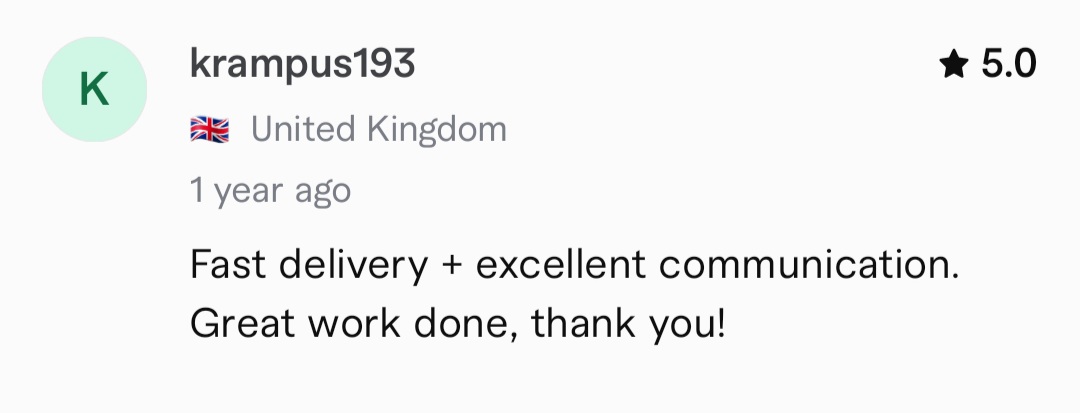 K
krampus193
★ 5.0
🇬🇧 United Kingdom
1 year ago
Fast delivery + excellent communication.
Great work done, thank you!